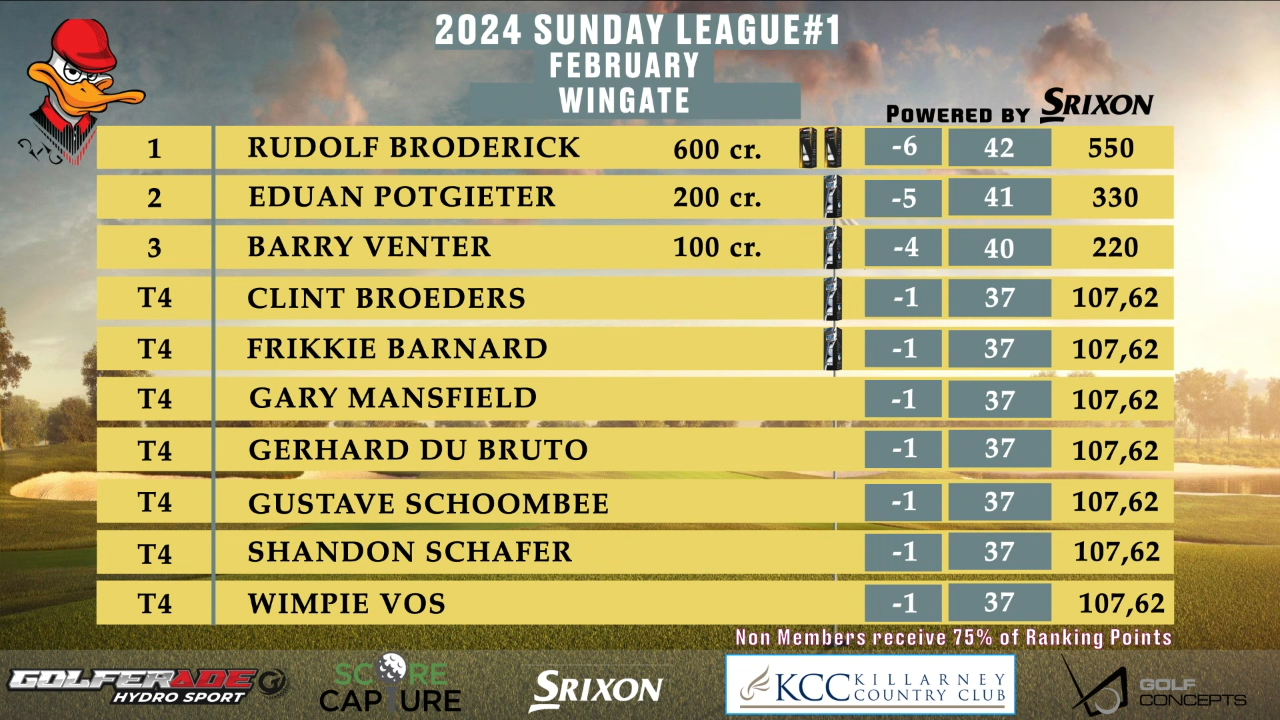 2024 SUNDAY LEAGUE#1
FEBRUARY
WINGATE
POWERED BY SRIXON
1 RUDOLF BRODERICK 600 cr. -6 42 550
2 EDUAN POTGIETER 200 cr. -5 41 330
3 BARRY VENTER 100 cr. -4 40 220
T4 CLINT BROEDERS -1 37 107,62
T4 FRIKKIE BARNARD -1 37 107,62
T4 GARY MANSFIELD -1 37 107,62
T4 GERHARD DU BRUTO -1 37 107,62
T4 GUSTAVE SCHOOMBEE -1 37 107,62
T4 SHANDON SCHAFER -1 37 107,62
T4 WIMPIE VOS -1 37 107,62
Non Members receive 75% of Ranking Points
GOLFERADE
HYDRO SPORT
SCORE
CAPTURE
SRIXON
KCC KILLARNEY
COUNTRY CLUB
GOLF
CONCEPTS